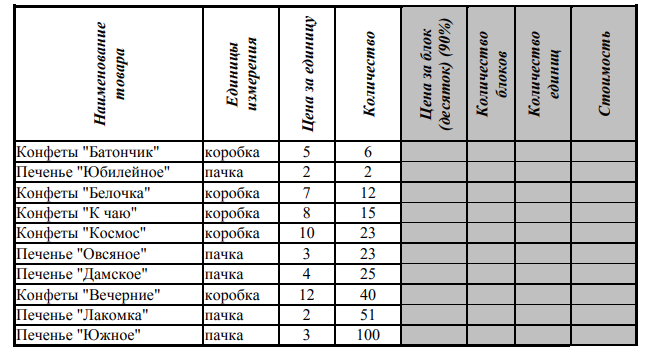 Наименование товара
Единицы измерения
Цена за единицу
Количество
Цена за блок (десяток) (90%)
Количество блоков
Количество единиц
Стоимость
Конфеты "Батончик" коробка 5 6
Печенье "Юбилейное" пачка 2 2
Конфеты "Белочка" коробка 7 12
Конфеты "К чаю" коробка 8 15
Конфеты "Космос" коробка 10 23
Печенье "Овсяное" пачка 3 23
Печенье "Дамское" пачка 4 25
Конфеты "Вечерние" коробка 12 40
Печенье "Лакомка" пачка 2 51
Печенье "Южное" пачка 3 100